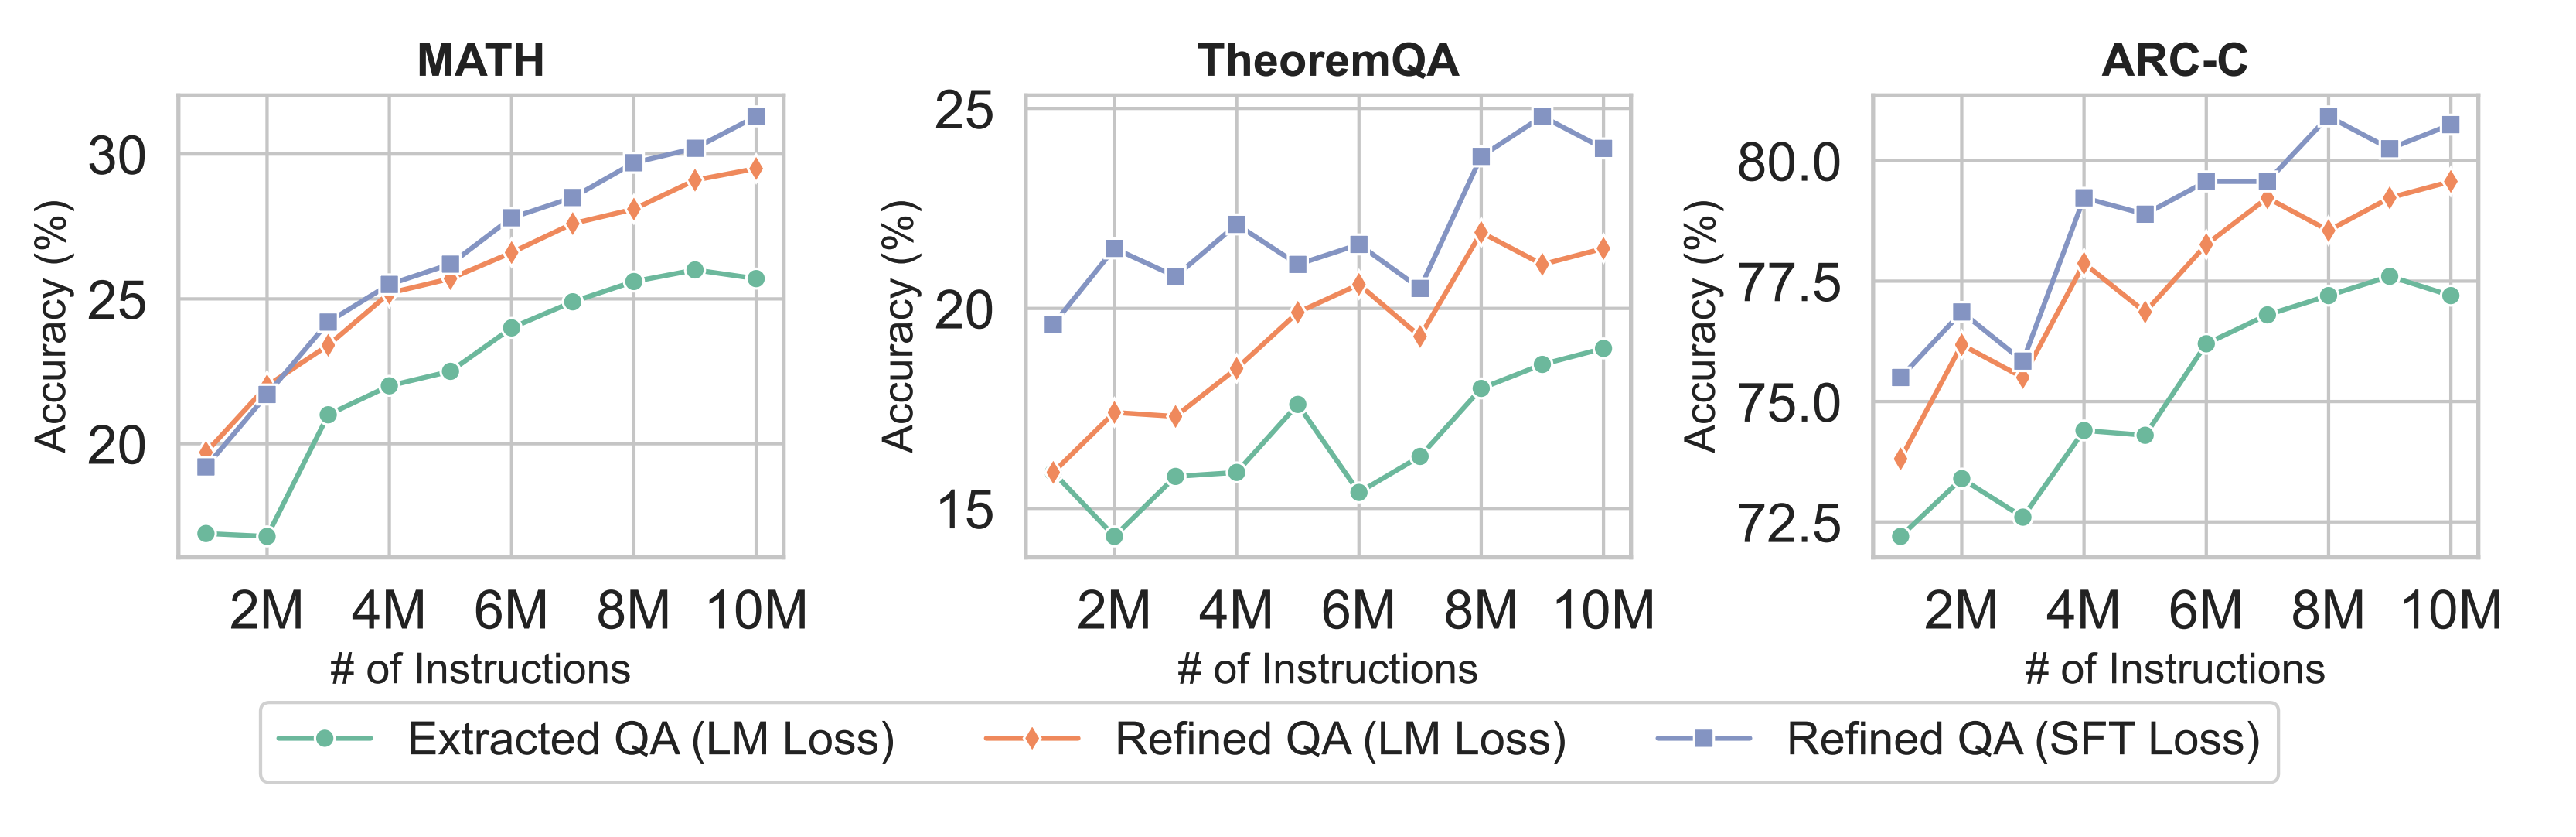 MATH
Accuracy (%)
30
25
20
2M 4M 6M 8M 10M
# of Instructions
TheoremQA
Accuracy (%)
25
20
15
2M 4M 6M 8M 10M
# of Instructions
ARC-C
Accuracy (%)
80.0
77.5
75.0
72.5
2M 4M 6M 8M 10M
# of Instructions
Extracted QA (LM Loss) Refined QA (LM Loss) Refined QA (SFT Loss)